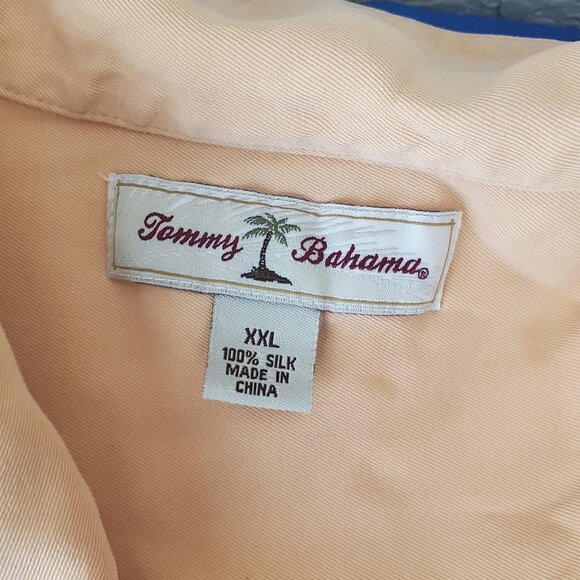 Tommy Bahama®
XXL
100% SILK
MADE IN
CHINA